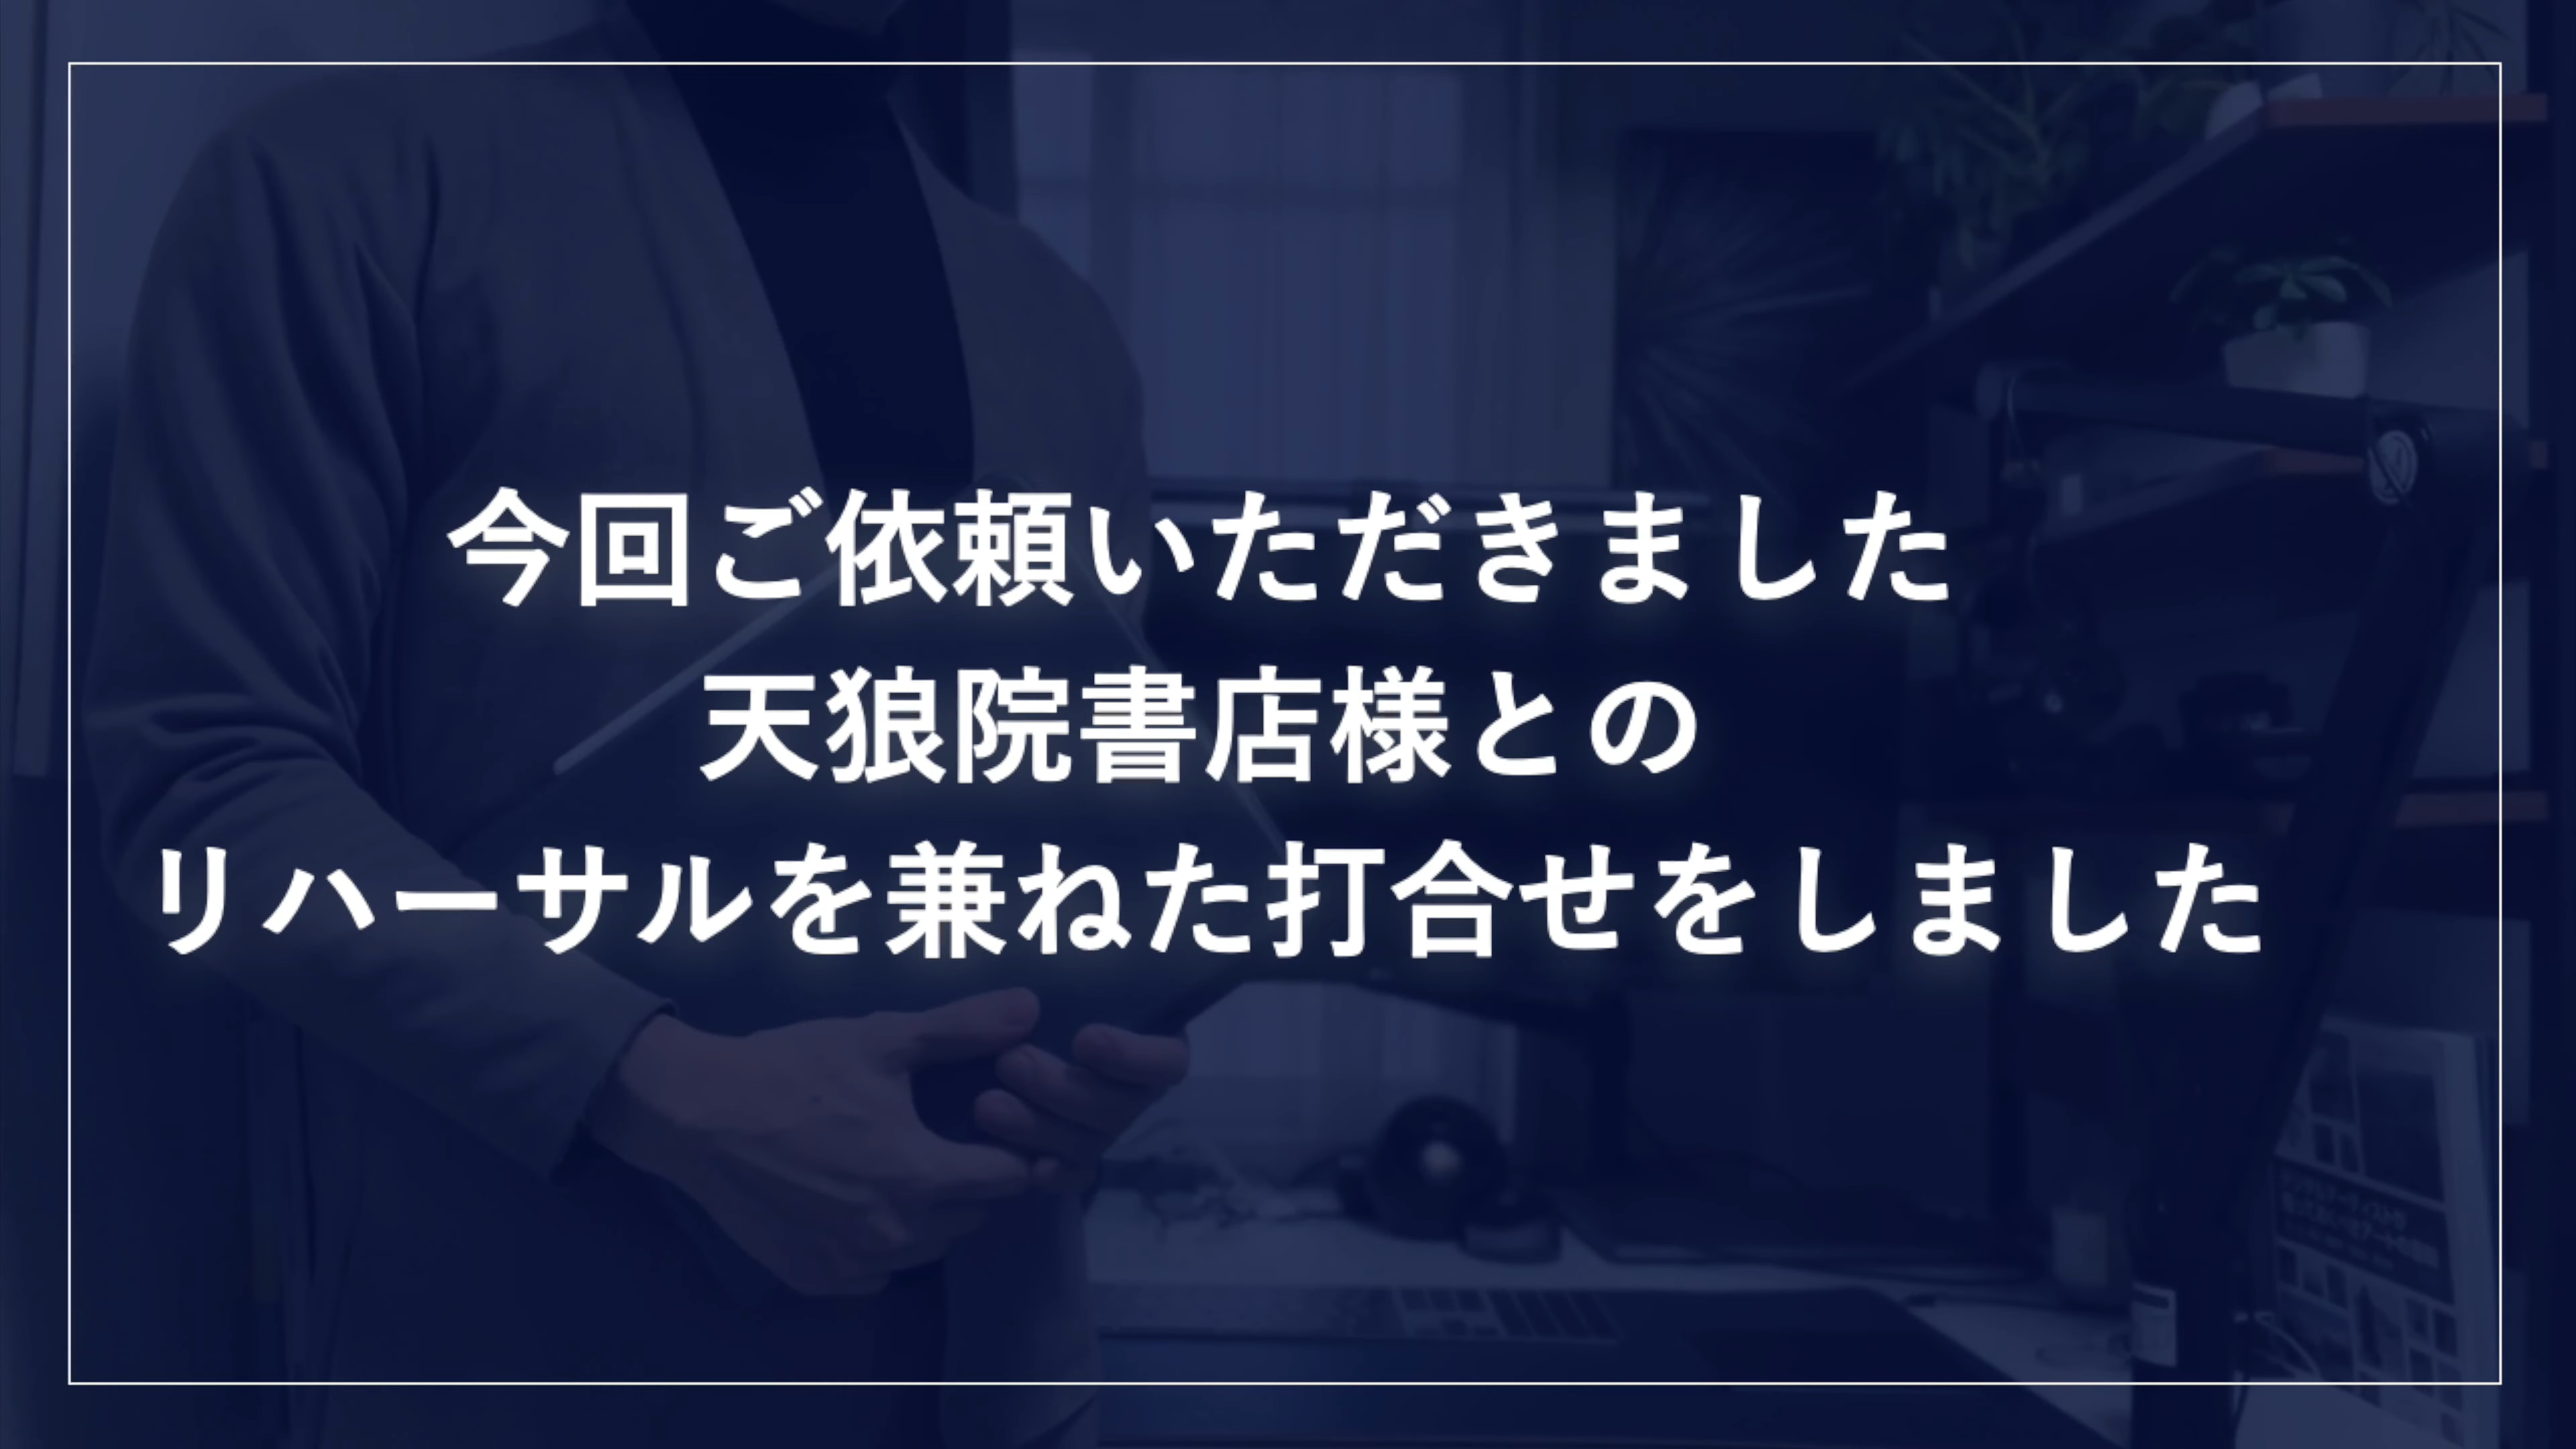 今回ご依頼いただきました
天狼院書店様との
リハーサルを兼ねた打合せをしました